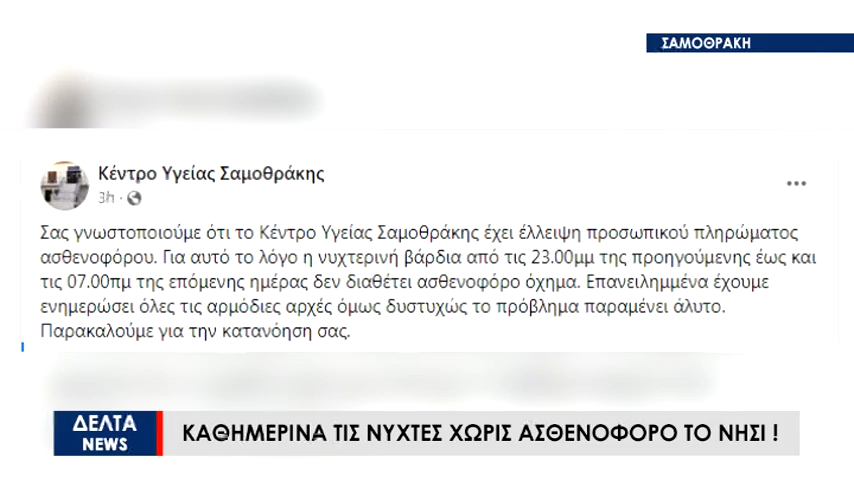 ΣΑΜΟΘΡΑΚΗ
Κέντρο Υγείας Σαμοθράκης
3h ·
Σας γνωστοποιούμε ότι το Κέντρο Υγείας Σαμοθράκης έχει έλλειψη προσωπικού πληρώματος
ασθενοφόρου. Για αυτό το λόγο η νυχτερινή βάρδια από τις 23.00μμ της προηγούμενης έως και
τις 07.00πμ της επόμενης ημέρας δεν διαθέτει ασθενοφόρο όχημα. Επανειλημμένα έχουμε
ενημερώσει όλες τις αρμόδιες αρχές όμως δυστυχώς το πρόβλημα παραμένει άλυτο.
Παρακαλούμε για την κατανόηση σας.
ΔΕΛΤΑ
NEWS
ΚΑΘΗΜΕΡΙΝΑ ΤΙΣ ΝΥΧΤΕΣ ΧΩΡΙΣ ΑΣΘΕΝΟΦΟΡΟ ΤΟ ΝΗΣΙ !